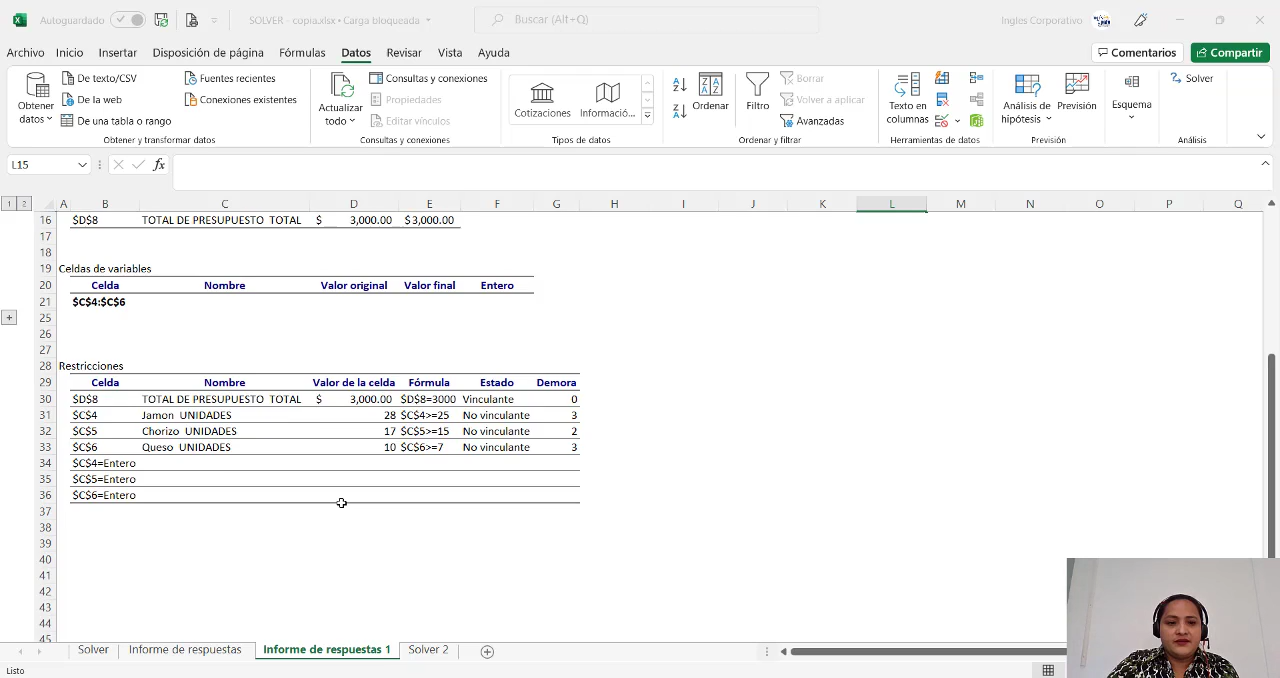 Autoguardado
SOLVER - copia.xlsx • Carga bloqueada
Buscar (Alt+Q)
Ingles Corporativo
Archivo Inicio Insertar Disposición de página Fórmulas Datos Revisar Vista Ayuda
Comentarios Compartir
Obtener datos
De texto/CSV
De la web
De una tabla o rango
Fuentes recientes
Conexiones existentes
Obtener y transformar datos
Actualizar todo
Consultas y conexiones
Propiedades
Editar vínculos
Consultas y conexiones
Cotizaciones
Informació...
Tipos de datos
Ordenar
Filtro
Borrar
Volver a aplicar
Avanzadas
Ordenar y filtrar
Texto en columnas
Herramientas de datos
Análisis de hipótesis
Previsión
Previsión
Esquema
Solver
Análisis
L15
fx
1 2
A B C D E F G H I J K L M N O P Q
16 $D$8 TOTAL DE PRESUPUESTO TOTAL $ 3,000.00 $ 3,000.00
17
18
19 Celdas de variables
20 Celda Nombre Valor original Valor final Entero
21 $C$4:$C$6
25
26
27
28 Restricciones
29 Celda Nombre Valor de la celda Fórmula Estado Demora
30 $D$8 TOTAL DE PRESUPUESTO TOTAL $ 3,000.00 $D$8=3000 Vinculante 0
31 $C$4 Jamon UNIDADES 28 $C$4>=25 No vinculante 3
32 $C$5 Chorizo UNIDADES 17 $C$5>=15 No vinculante 2
33 $C$6 Queso UNIDADES 10 $C$6>=7 No vinculante 3
34 $C$4=Entero
35 $C$5=Entero
36 $C$6=Entero
37
38
39
40
41
42
43
44
45
Solver Informe de respuestas Informe de respuestas 1 Solver 2
Listo